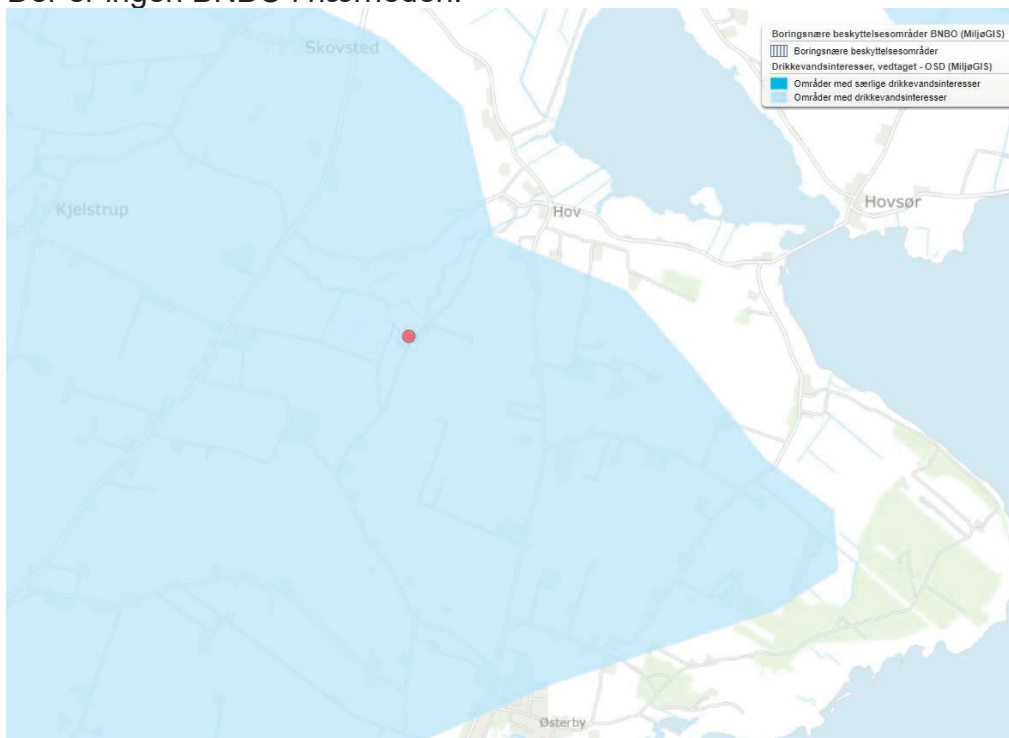 Der er ingen BNBO i nærheden.
Boringsnære beskyttelsesområder BNBO (MiljøGIS)
Boringsnære beskyttelsesområder
Drikkevandsinteresser, vedtaget - OSD (MiljøGIS)
Områder med særlige drikkevandsinteresser
Områder med drikkevandsinteresser
Skovsted
Kjelstrup
Hov
Hovsør
Østerby